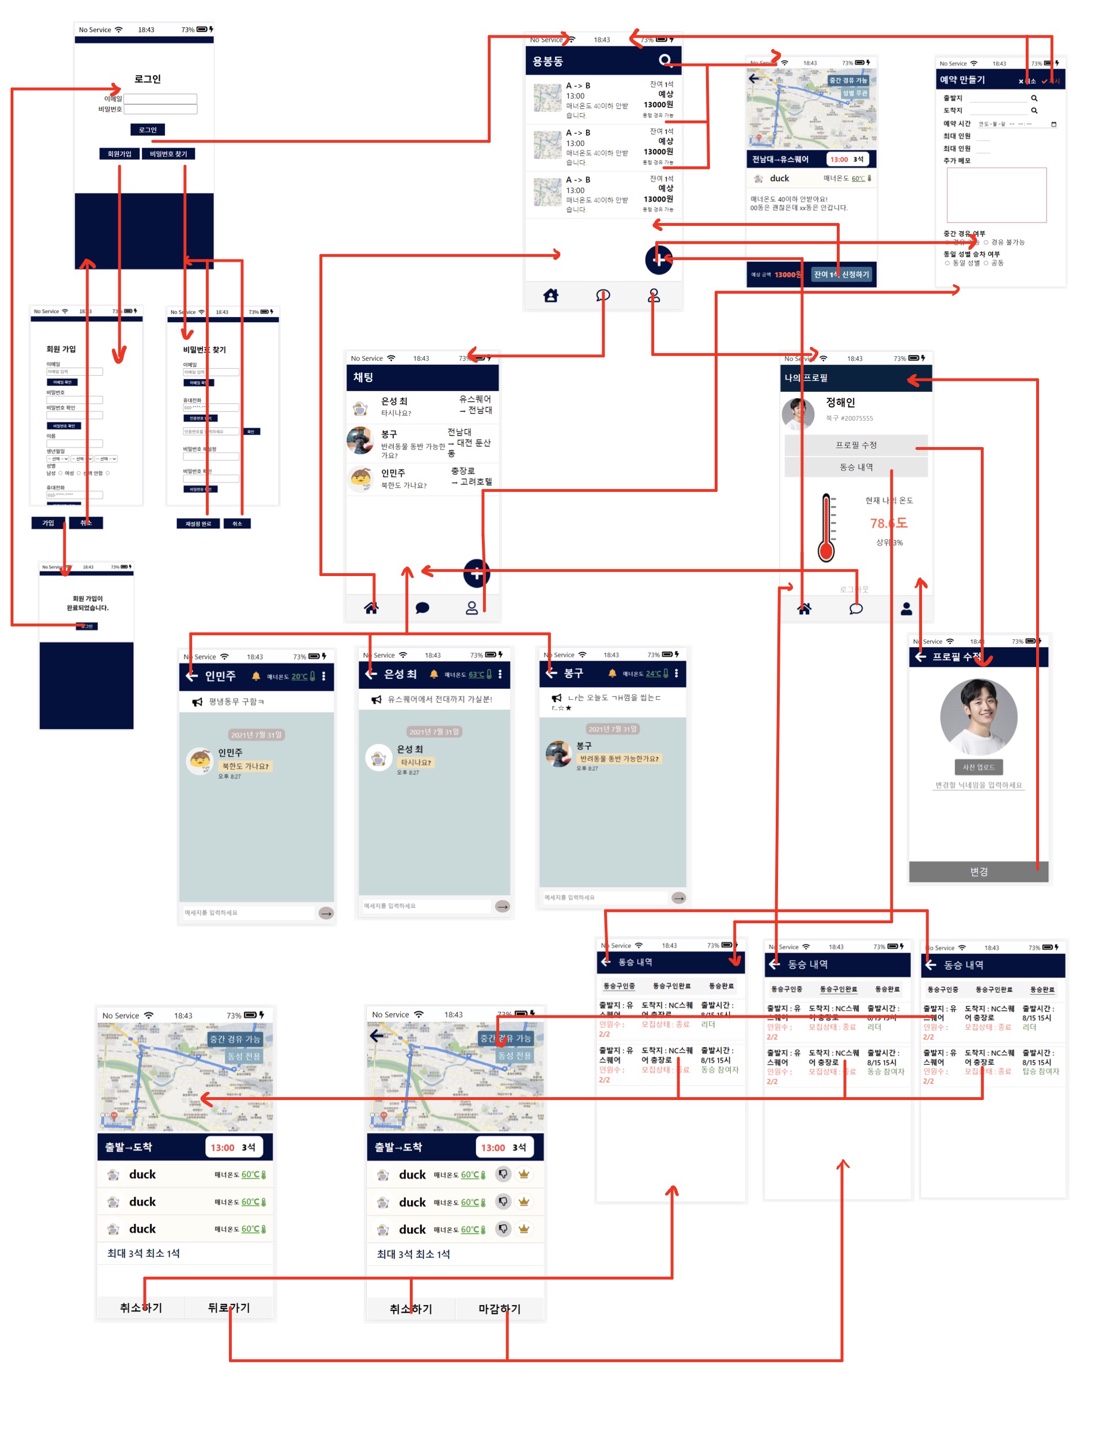 No Service 18:43 73%
로그인
이메일
비밀번호
로그인
회원가입 비밀번호 찾기
No Service 18:43 73%
용봉동
A -> B 잔여 1석
13:00 예상
매너온도 40이하 안받습니다. 13000원
통합 경유 가능
A -> B 잔여 1석
13:00 예상
매너온도 40이하 안받습니다. 13000원
통합 경유 가능
A -> B 잔여 1석
13:00 예상
매너온도 40이하 안받습니다. 13000원
통합 경유 가능
18:43 73%
중간 경유 가능
성별 무관
전남대→유스퀘어 13:00 3석
duck 매너온도 60℃
매너온도 40이하 안받아요!
00동은 괜찮은데 xx동은 안갑니다.
예상 금액 13000원 잔여 1석 신청하기
No Service 18:43 73%
예약 만들기
출발지
도착지
예약 시간 연도-월-일 -- --:--
최대 인원
최대 인원
추가 메모
중간 경유 여부
경유 가능 경유 불가능
동일 성별 승차 여부
동일 성별 공동
No Service 18:43 73%
회원 가입
이메일
이메일 입력
이메일 확인
비밀번호
비밀번호 확인
비밀번호 확인
이름
생년월일
- 선택 - - 선택 - - 선택 -
성별
남성 여성 선택 안함
휴대전화
가입 취소
No Service 18:43 73%
비밀번호 찾기
이메일
이메일 입력
이메일 확인
휴대전화
확인
비밀번호 재설정
비밀번호 확인
비밀번호 확인
재설정 완료 취소
No Service 18:43 73%
회원 가입이
완료되었습니다.
로그인
No Service 18:43 73%
채팅
은성 최 유스퀘어
타시나요? → 전남대
봉구 전남대
반려동물 동반 가능한가요? → 대전 둔산동
인민주 충장로
북한도 가나요? → 고려호텔
No Service 18:43 73%
나의 프로필
정해인
북구 #20075555
프로필 수정
동승 내역
현재 나의 온도
78.6도
상위 3%
로그아웃
No Service 18:43 73%
인민주 매너온도 20℃
평냉동무 구함ㅋ
2021년 7월 31일
인민주
북한도 가나요?
오후 8:27
메세지를 입력하세요
No Service 18:43 73%
은성 최 매너온도 63℃
유스퀘어에서 전대까지 가실분!
2021년 7월 31일
은성 최
타시나요?
오후 8:27
메세지를 입력하세요
No Service 18:43 73%
봉구 매너온도 24℃
ㄴr는 오늘도 ㄱH껌을 씹는ㄷr..☆★
2021년 7월 31일
봉구
반려동물 동반 가능한가요?
오후 8:27
메세지를 입력하세요
No Service 18:43 73%
프로필 수정
사진 업로드
변경할 닉네임을 입력하세요
변경
No Service 18:43 73%
동승 내역
동승구인중 동승구인완료 동승완료
출발지 : 유스퀘어 도착지 : NC스퀘어 충장로 출발시간 : 8/15 15시
인원수 : 2/2 모집상태 : 종료 리더
출발지 : 유스퀘어 도착지 : NC스퀘어 충장로 출발시간 : 8/15 15시
인원수 : 2/2 모집상태 : 종료 동승 참여자
No Service 18:43 73%
동승 내역
동승구인중 동승구인완료 동승완료
출발지 : 유스퀘어 도착지 : NC스퀘어 충장로 출발시간 : 8/15 15시
인원수 : 2/2 모집상태 : 종료 리더
출발지 : 유스퀘어 도착지 : NC스퀘어 충장로 출발시간 : 8/15 15시
인원수 : 2/2 모집상태 : 종료 동승 참여자
No Service 18:43 73%
동승 내역
동승구인중 동승구인완료 동승완료
출발지 : 유스퀘어 도착지 : NC스퀘어 충장로 출발시간 : 8/15 15시
인원수 : 2/2 모집상태 : 종료 리더
출발지 : 유스퀘어 도착지 : NC스퀘어 충장로 출발시간 : 8/15 15시
인원수 : 2/2 모집상태 : 종료 탑승 참여자
No Service 18:43 73%
중간 경유 가능
동성 전용
출발→도착 13:00 3석
duck 매너온도 60℃
duck 매너온도 60℃
duck 매너온도 60℃
최대 3석 최소 1석
취소하기 뒤로가기
No Service 18:43 73%
중간 경유 가능
동성 전용
출발→도착 13:00 3석
duck 매너온도 60℃
duck 매너온도 60℃
duck 매너온도 60℃
최대 3석 최소 1석
취소하기 마감하기